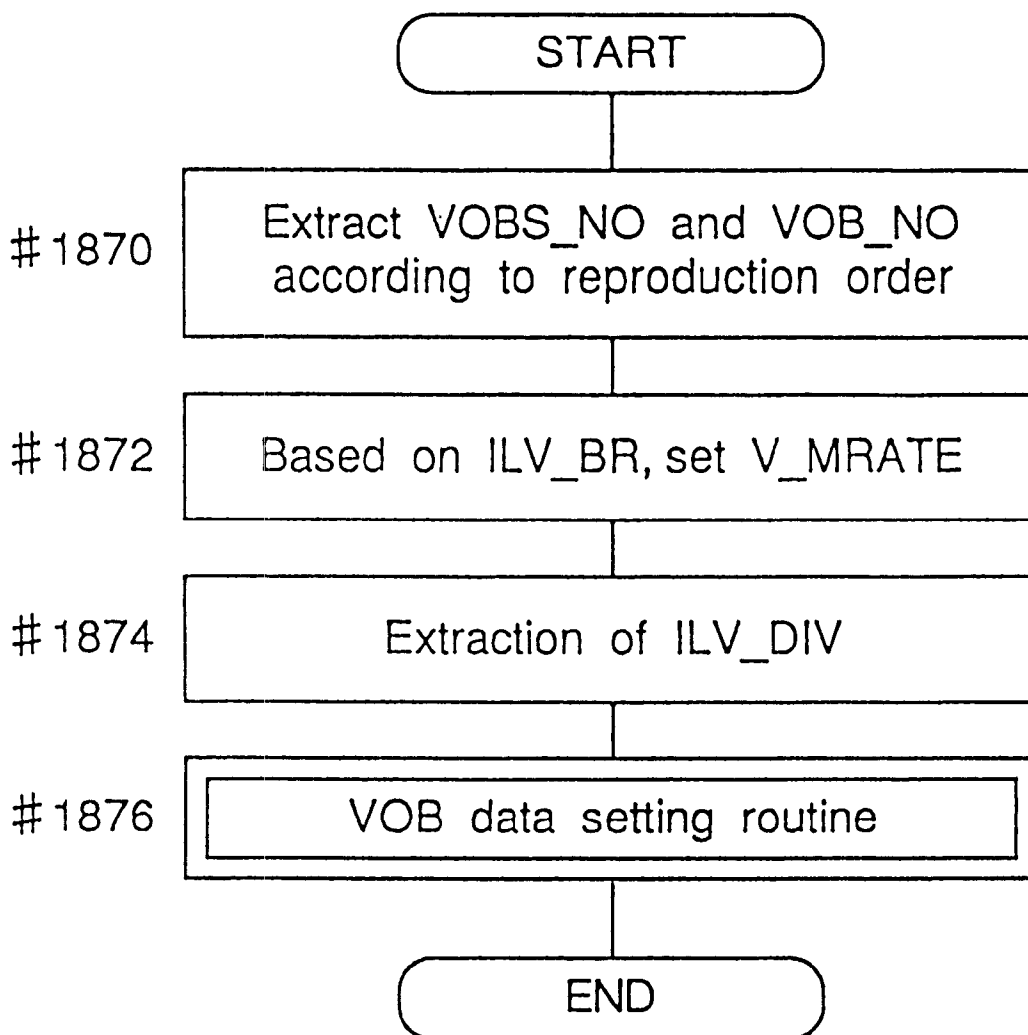 START
#1870
Extract VOBS_NO and VOB_NO
according to reproduction order
#1872
Based on ILV_BR, set V_MRATE
#1874
Extraction of ILV_DIV
#1876
VOB data setting routine
END